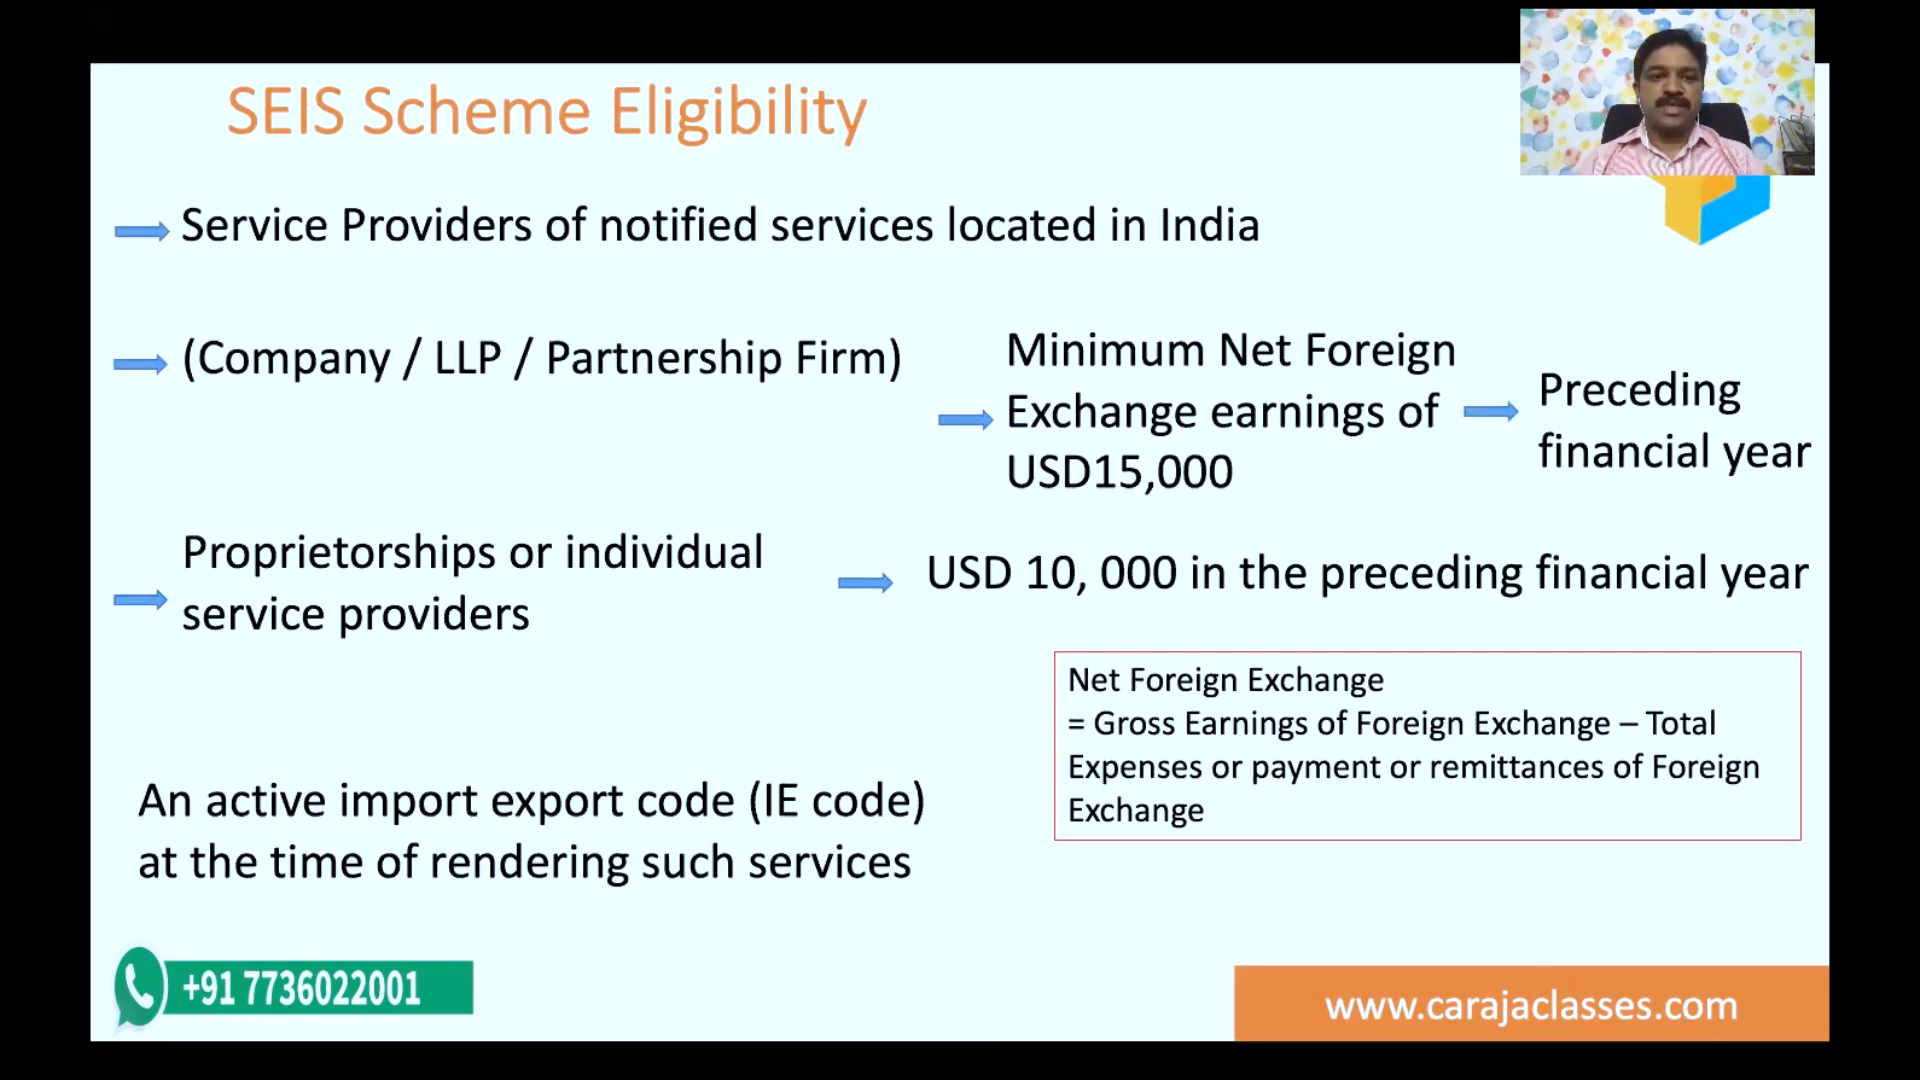 SEIS Scheme Eligibility
Service Providers of notified services located in India
(Company / LLP / Partnership Firm)
Minimum Net Foreign
Exchange earnings of
USD15,000
Preceding
financial year
Proprietorships or individual
service providers
USD 10, 000 in the preceding financial year
Net Foreign Exchange
= Gross Earnings of Foreign Exchange – Total
Expenses or payment or remittances of Foreign
Exchange
An active import export code (IE code)
at the time of rendering such services
+91 7736022001
www.carajaclasses.com